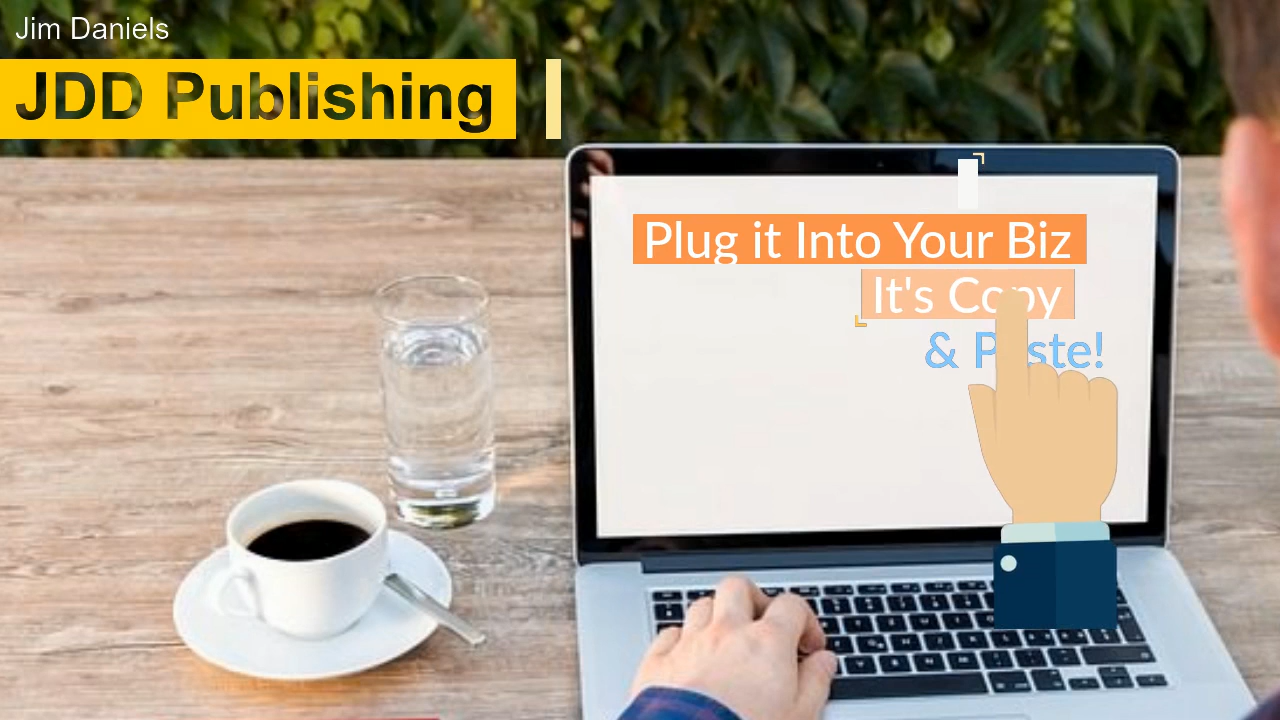 Jim Daniels
JDD Publishing
Plug it Into Your Biz
It's Copy
& Paste!